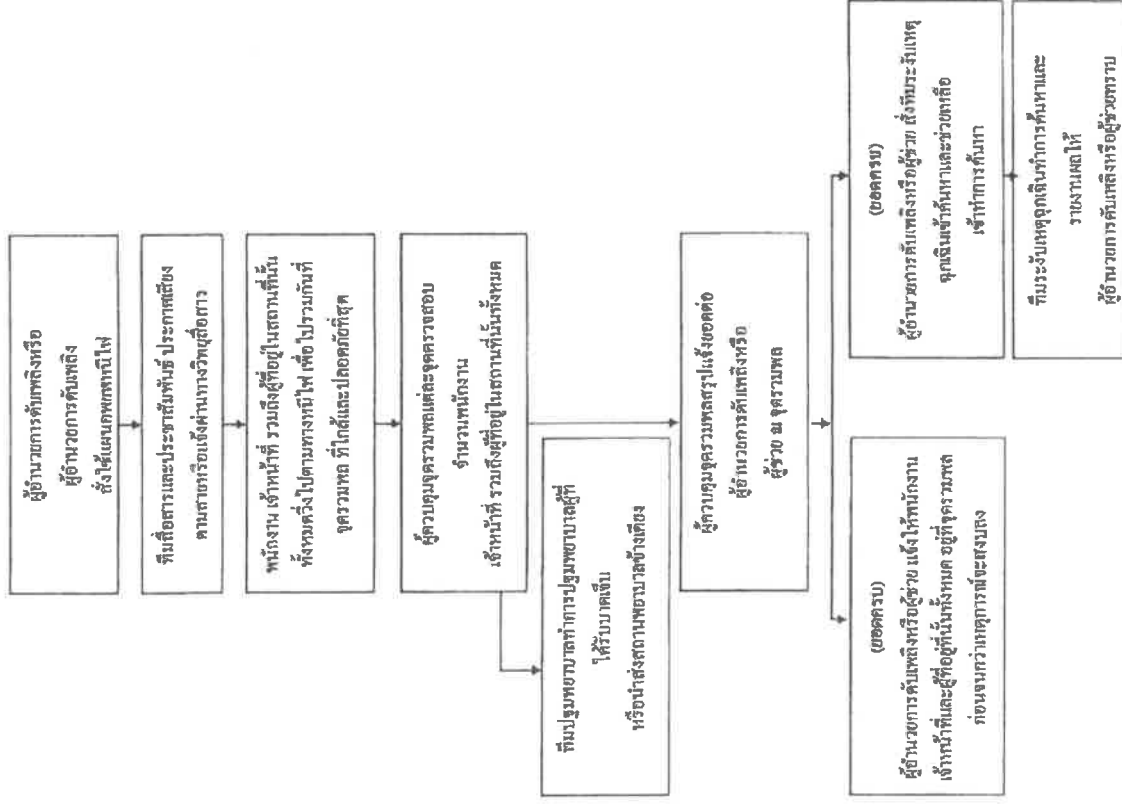 ผู้อำนวยการดับเพลิงหรือ
ผู้อำนวยการดับเพลิง
สั่งใช้แผนอพยพหนีไฟ
ทีมสื่อสารและประชาสัมพันธ์ ประกาศเสียง
ตามสายหรือแจ้งผ่านทางวิทยุสื่อสาร
พนักงาน เจ้าหน้าที่ รวมถึงผู้ที่อยู่ในสถานที่นั้น
ทั้งหมดวิ่งไปตามทางหนีไฟ เพื่อไปรวมกันที่
จุดรวมพล ที่ใกล้และปลอดภัยที่สุด
ผู้ควบคุมจุดรวมพลแต่ละจุดตรวจสอบ
จำนวนพนักงาน
เจ้าหน้าที่ รวมถึงผู้ที่อยู่ในสถานที่นั้นทั้งหมด
ทีมปฐมพยาบาลทำการปฐมพยาบาลผู้ที่
ได้รับบาดเจ็บ
หรือนำส่งสถานพยาบาลข้างเคียง
ผู้ควบคุมจุดรวมพลสรุปแจ้งยอดต่อ
ผู้อำนวยการดับเพลิงหรือ
ผู้ช่วย ณ จุดรวมพล
(ยอดครบ)
ผู้อำนวยการดับเพลิงหรือผู้ช่วย แจ้งให้พนักงาน
เจ้าหน้าที่และผู้ที่อยู่ที่นั้นทั้งหมด อยู่ที่จุดรวมพล
ก่อนจนกว่าเหตุการณ์จะสงบลง
(ยอดครบ)
ผู้อำนวยการดับเพลิงหรือผู้ช่วย สั่งทีมระงับเหตุ
ฉุกเฉินเข้าค้นหาและช่วยเหลือ
เข้าทำการค้นหา
ทีมระงับเหตุฉุกเฉินทำการค้นหาและ
รายงานผลให้
ผู้อำนวยการดับเพลิงหรือผู้ช่วยทราบ